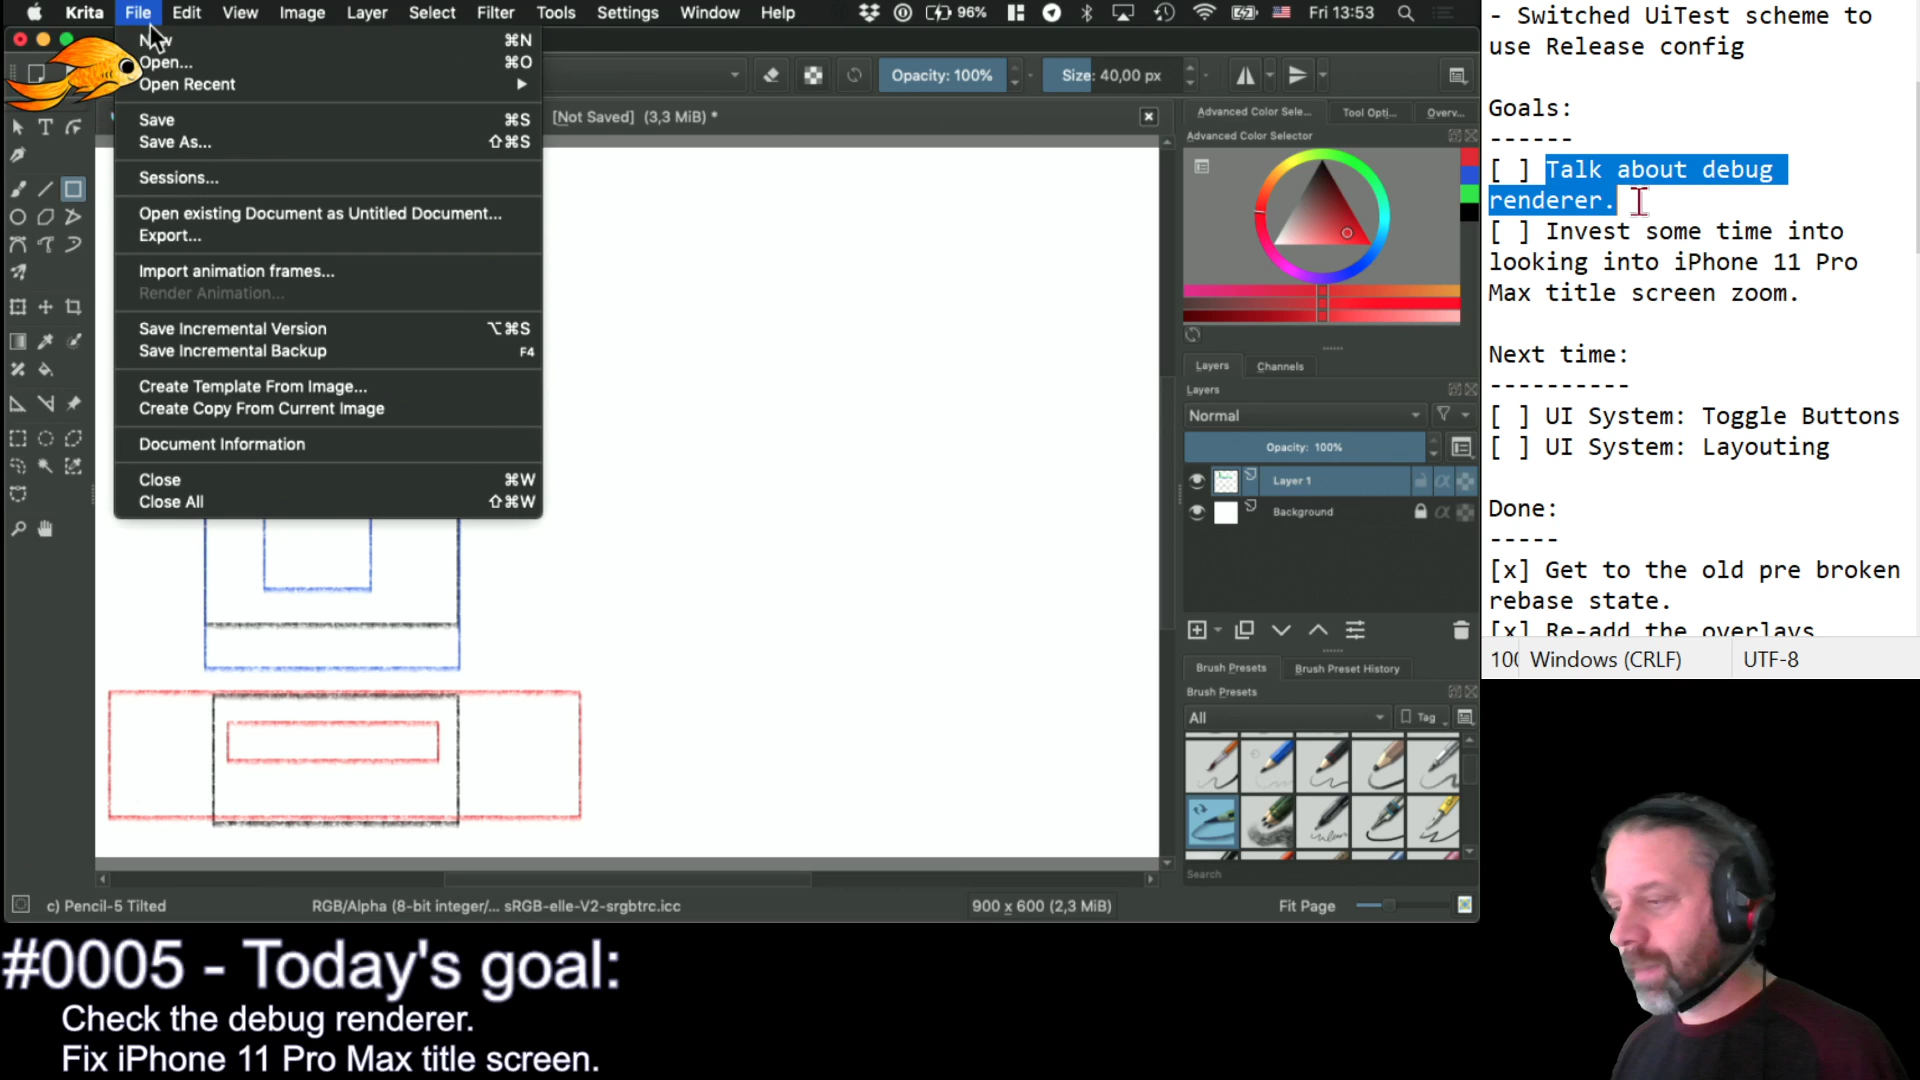 Krita File Edit View Image Layer Select Filter Tools Settings Window Help 96% Fri 13:53
⌘N
Open... ⌘O
Open Recent
Save ⌘S
Save As... ⇧⌘S
Sessions...
Open existing Document as Untitled Document...
Export...
Import animation frames...
Render Animation...
Save Incremental Version ⌥⌘S
Save Incremental Backup F4
Create Template From Image...
Create Copy From Current Image
Document Information
Close ⌘W
Close All ⇧⌘W
Opacity: 100%
Size: 40,00 px
[Not Saved] (3,3 MiB) *
Advanced Color Sele... Tool Opti... Overv...
Advanced Color Selector
Layers Channels
Layers
Normal
Opacity: 100%
Layer 1
Background
Brush Presets Brush Preset History
Brush Presets
All Tag
Search
c) Pencil-5 Tilted RGB/Alpha (8-bit integer/... sRGB-elle-V2-srgbtrc.icc 900 x 600 (2,3 MiB) Fit Page
- Switched UiTest scheme to
use Release config
Goals:
------
[ ] Talk about debug
renderer.
[ ] Invest some time into
looking into iPhone 11 Pro
Max title screen zoom.
Next time:
----------
[ ] UI System: Toggle Buttons
[ ] UI System: Layouting
Done:
-----
[x] Get to the old pre broken
rebase state.
[x] Re-add the overlays
Windows (CRLF) UTF-8
#0005 - Today's goal:
Check the debug renderer.
Fix iPhone 11 Pro Max title screen.